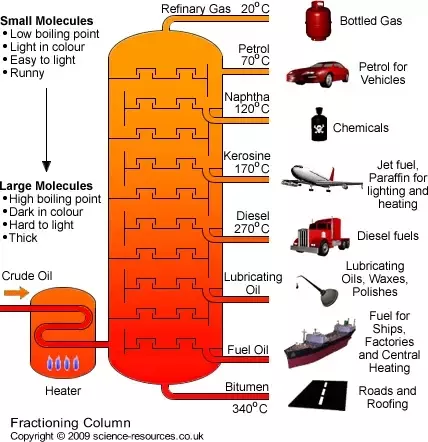 Small Molecules
• Low boiling point
• Light in colour
• Easy to light
• Runny
Large Molecules
• High boiling point
• Dark in colour
• Hard to light
• Thick
Crude Oil
Heater
Refinary Gas 20°C
Petrol
70°C
Naphtha
120°C
Kerosine
170°C
Diesel
270°C
Lubricating
Oil
Fuel Oil
Bitumen
340°C
Bottled Gas
Petrol for
Vehicles
Chemicals
Jet fuel,
Paraffin for
lighting and
heating
Diesel fuels
Lubricating
Oils, Waxes,
Polishes
Fuel for
Ships,
Factories
and Central
Heating
Roads and
Roofing
Fractioning Column
Copyright © 2009 science-resources.co.uk